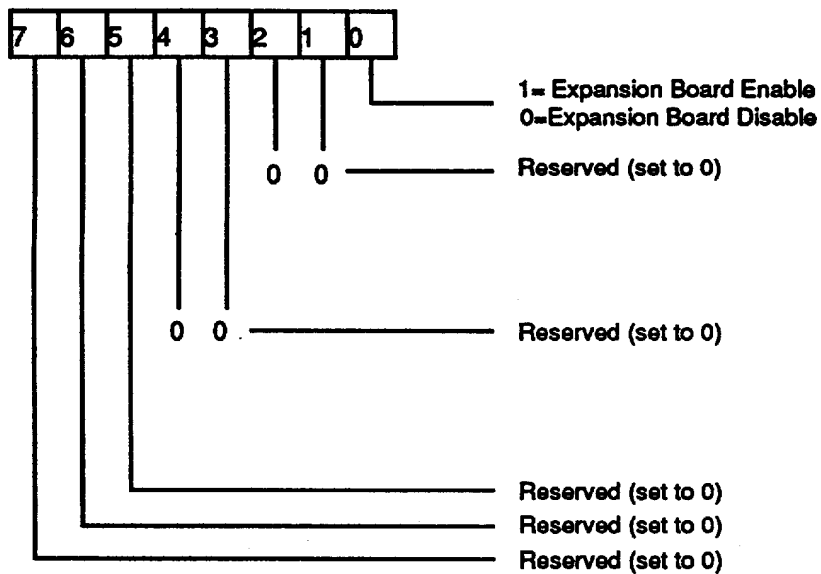 7 6 5 4 3 2 1 0
1= Expansion Board Enable
0=Expansion Board Disable
0 0 Reserved (set to 0)
0 0 Reserved (set to 0)
Reserved (set to 0)
Reserved (set to 0)
Reserved (set to 0)